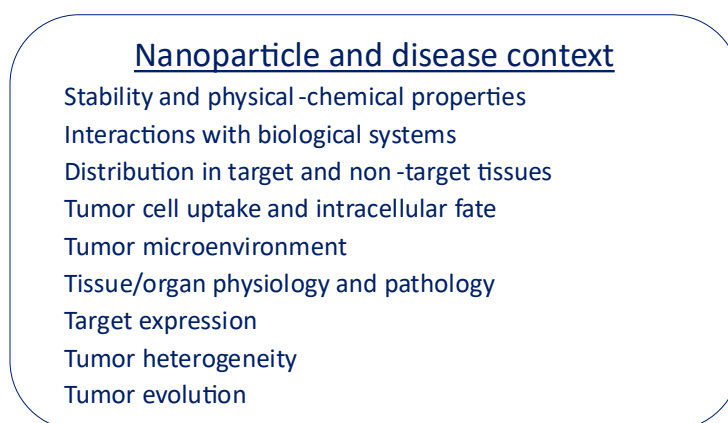 Nanoparticle and disease context
Stability and physical-chemical properties
Interactions with biological systems
Distribution in target and non-target tissues
Tumor cell uptake and intracellular fate
Tumor microenvironment
Tissue/organ physiology and pathology
Target expression
Tumor heterogeneity
Tumor evolution